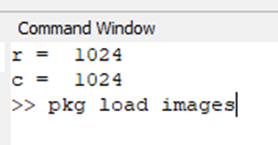 Command Window
r =  1024
c =  1024
>> pkg load images